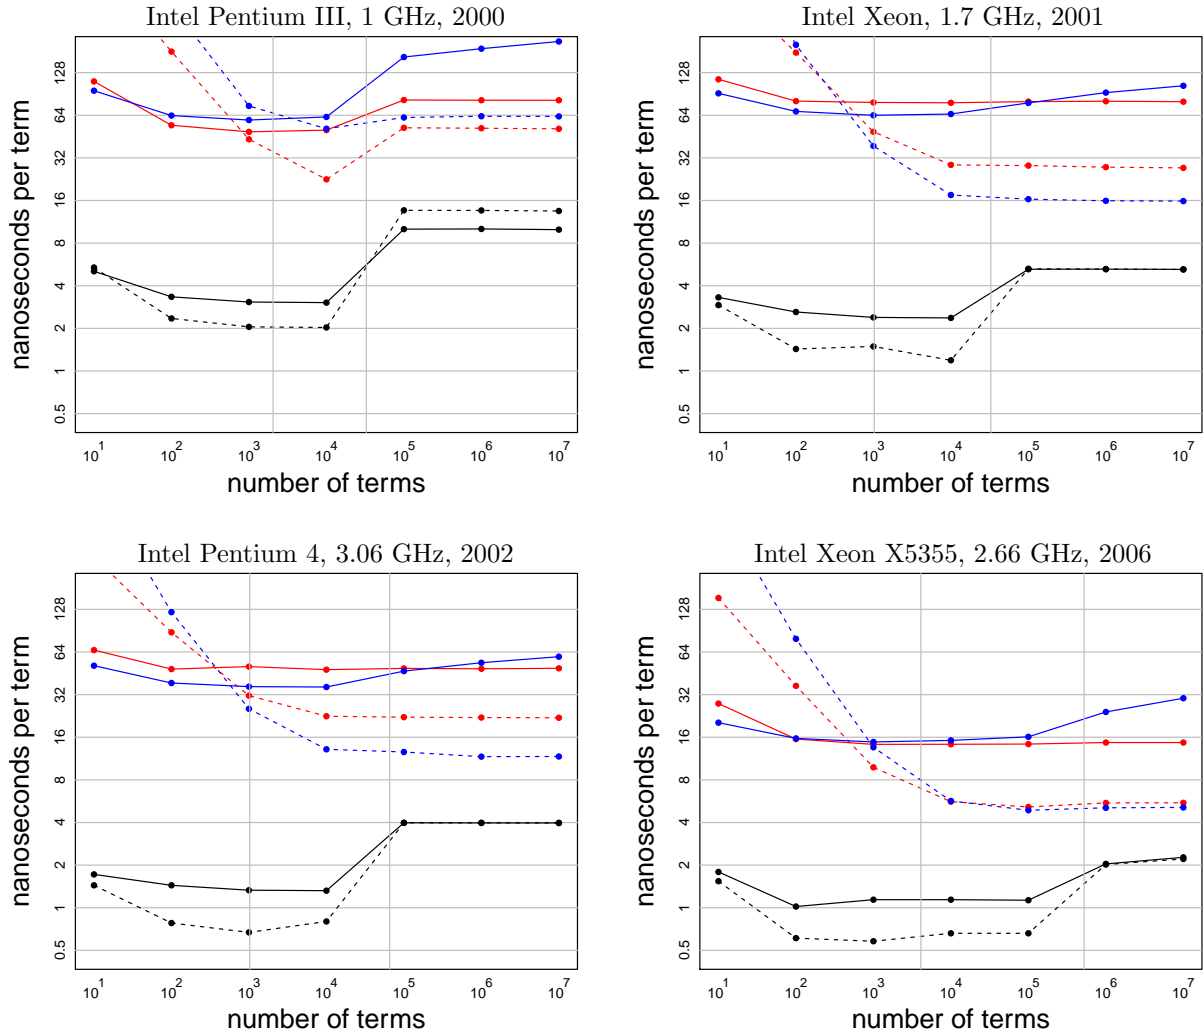 Intel Pentium III, 1 GHz, 2000
nanoseconds per term
128
64
32
16
8
4
2
1
0.5
10^1 10^2 10^3 10^4 10^5 10^6 10^7
number of terms
Intel Xeon, 1.7 GHz, 2001
nanoseconds per term
128
64
32
16
8
4
2
1
0.5
10^1 10^2 10^3 10^4 10^5 10^6 10^7
number of terms
Intel Pentium 4, 3.06 GHz, 2002
nanoseconds per term
128
64
32
16
8
4
2
1
0.5
10^1 10^2 10^3 10^4 10^5 10^6 10^7
number of terms
Intel Xeon X5355, 2.66 GHz, 2006
nanoseconds per term
128
64
32
16
8
4
2
1
0.5
10^1 10^2 10^3 10^4 10^5 10^6 10^7
number of terms